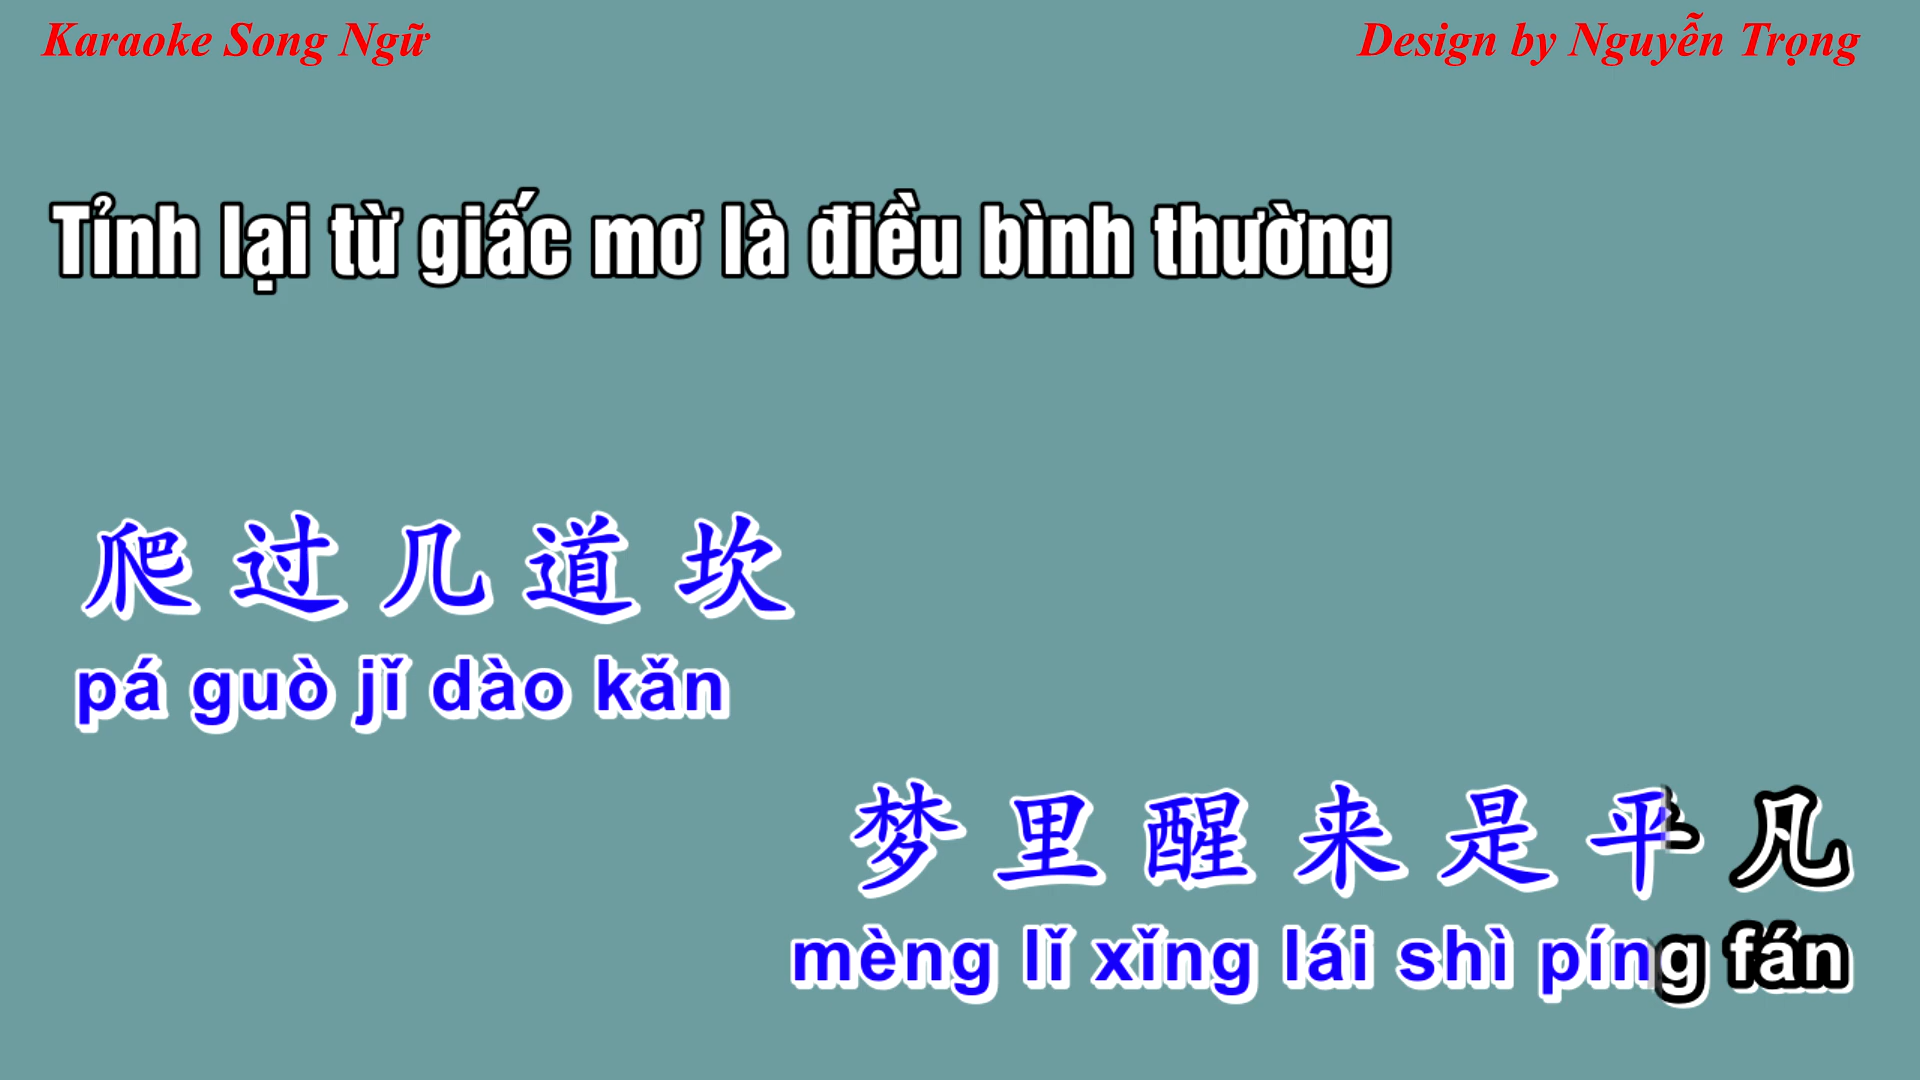 Karaoke Song Ngữ
Design by Nguyễn Trọng
Tỉnh lại từ giấc mơ là điều bình thường
爬过几道坎
pá guò jǐ dào kǎn
梦里醒来是平凡
mèng lǐ xǐng lái shì píng fán